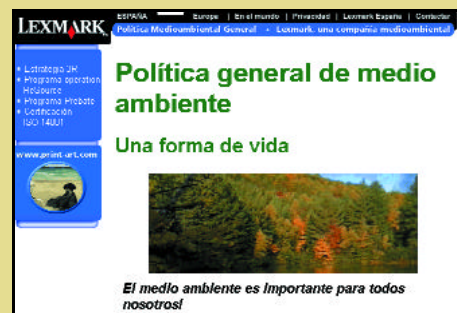 LEXMARK
ESPAÑA Europa | En el mundo | Privacidad | Lexmark España | Contactar
Política Medioambiental General • Lexmark, una compañía medioambiental
• Estrategia 3R
• Programa operation
ReSource
• Programa Prebate
• Certificación
ISO 14001
www.print-art.com
Política general de medio
ambiente
Una forma de vida
El medio ambiente es importante para todos
nosotros!